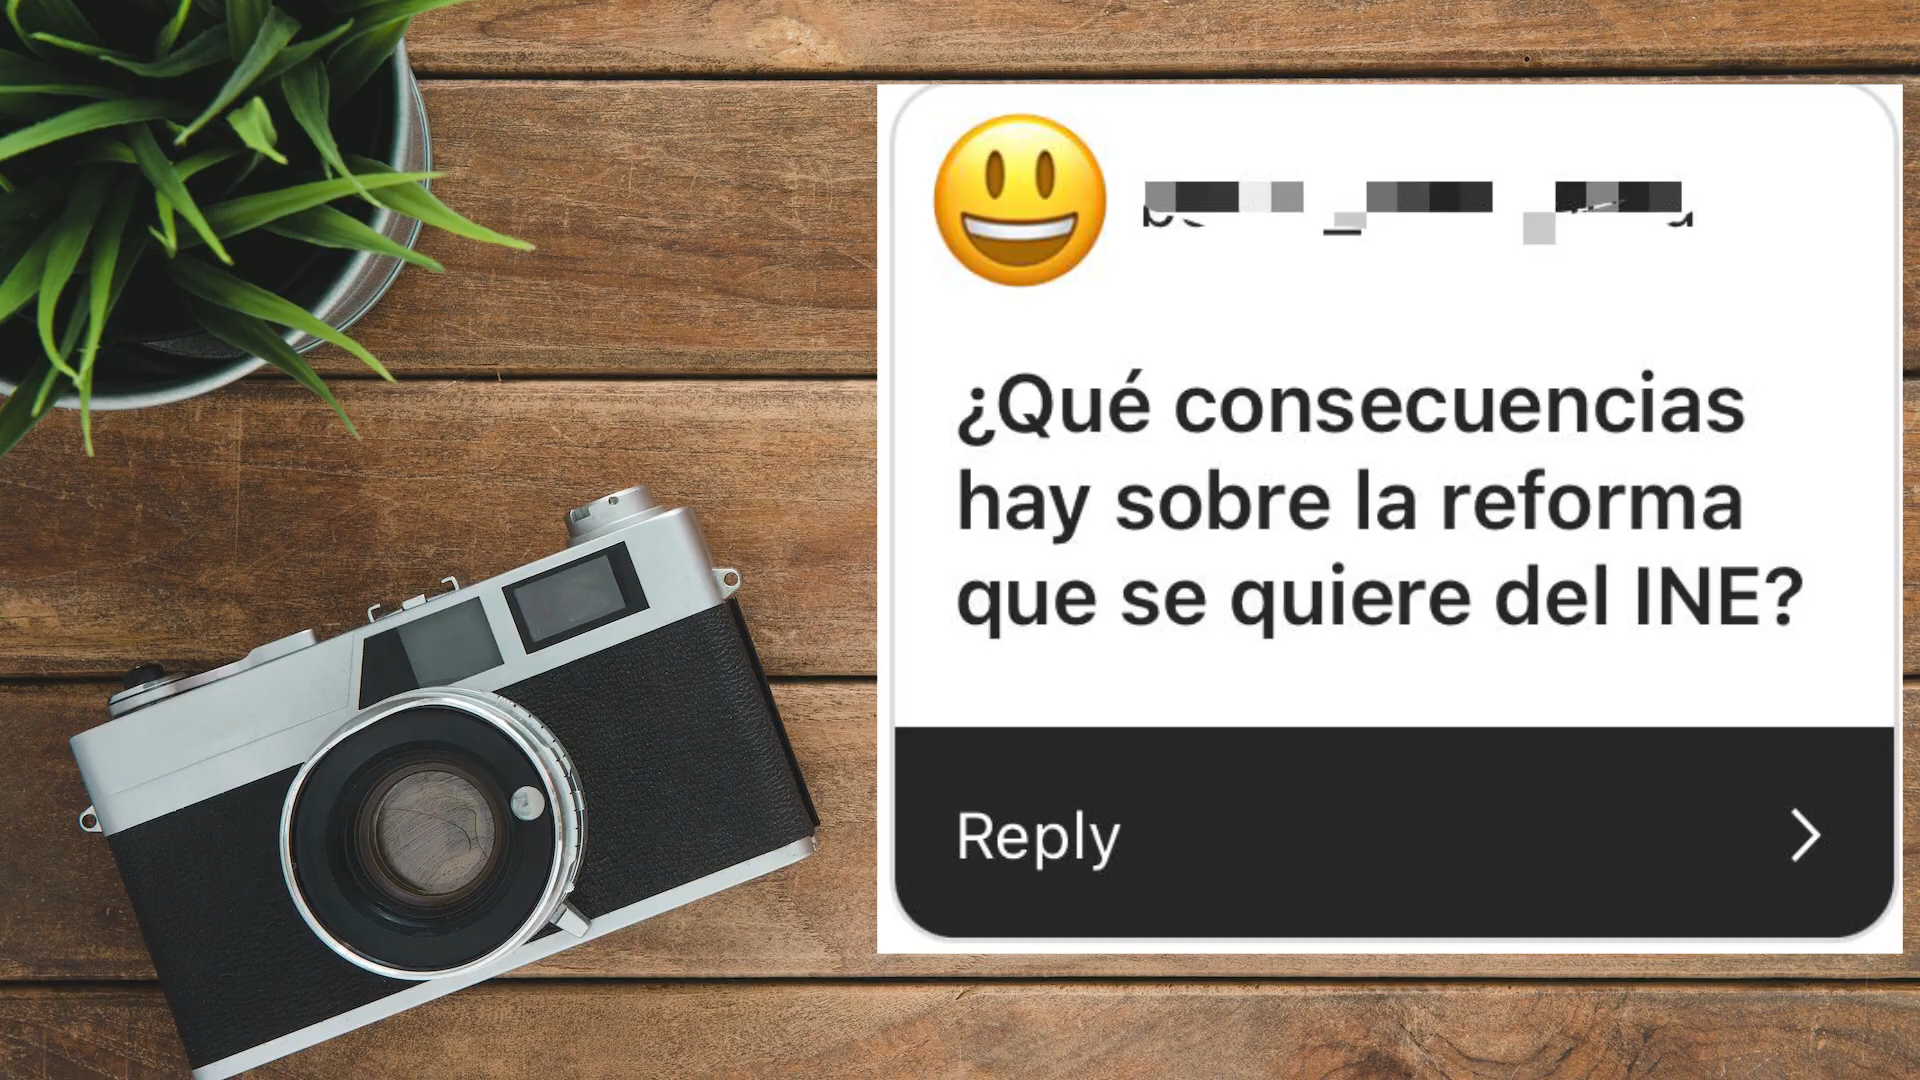 ¿Qué consecuencias
hay sobre la reforma
que se quiere del INE?
Reply